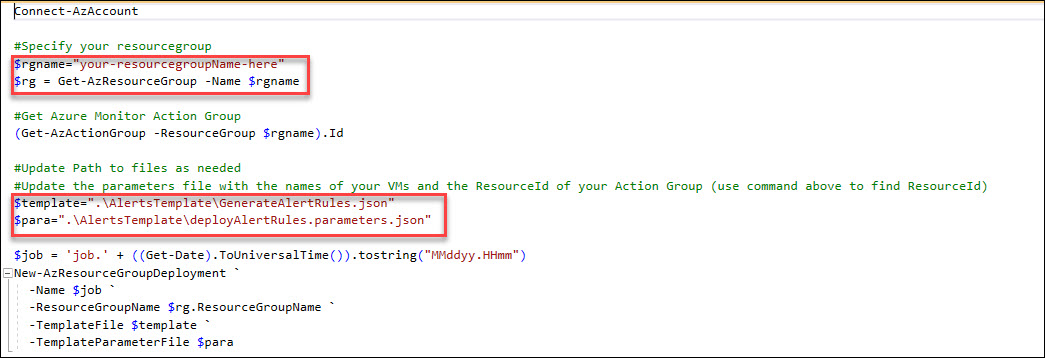 Connect-AzAccount
#Specify your resourcegroup
$rgname="your-resourcegroupName-here"
$rg = Get-AzResourceGroup -Name $rgname
#Get Azure Monitor Action Group
(Get-AzActionGroup -ResourceGroup $rgname).Id
#Update Path to files as needed
#Update the parameters file with the names of your VMs and the ResourceId of your Action Group (use command above to find ResourceId)
$template=".\AlertsTemplate\GenerateAlertRules.json"
$para=".\AlertsTemplate\deployAlertRules.parameters.json"
$job = 'job.' + ((Get-Date).ToUniversalTime()).tostring("MMddyy.HHmm")
New-AzResourceGroupDeployment `
-Name $job `
-ResourceGroupName $rg.ResourceGroupName `
-TemplateFile $template `
-TemplateParameterFile $para